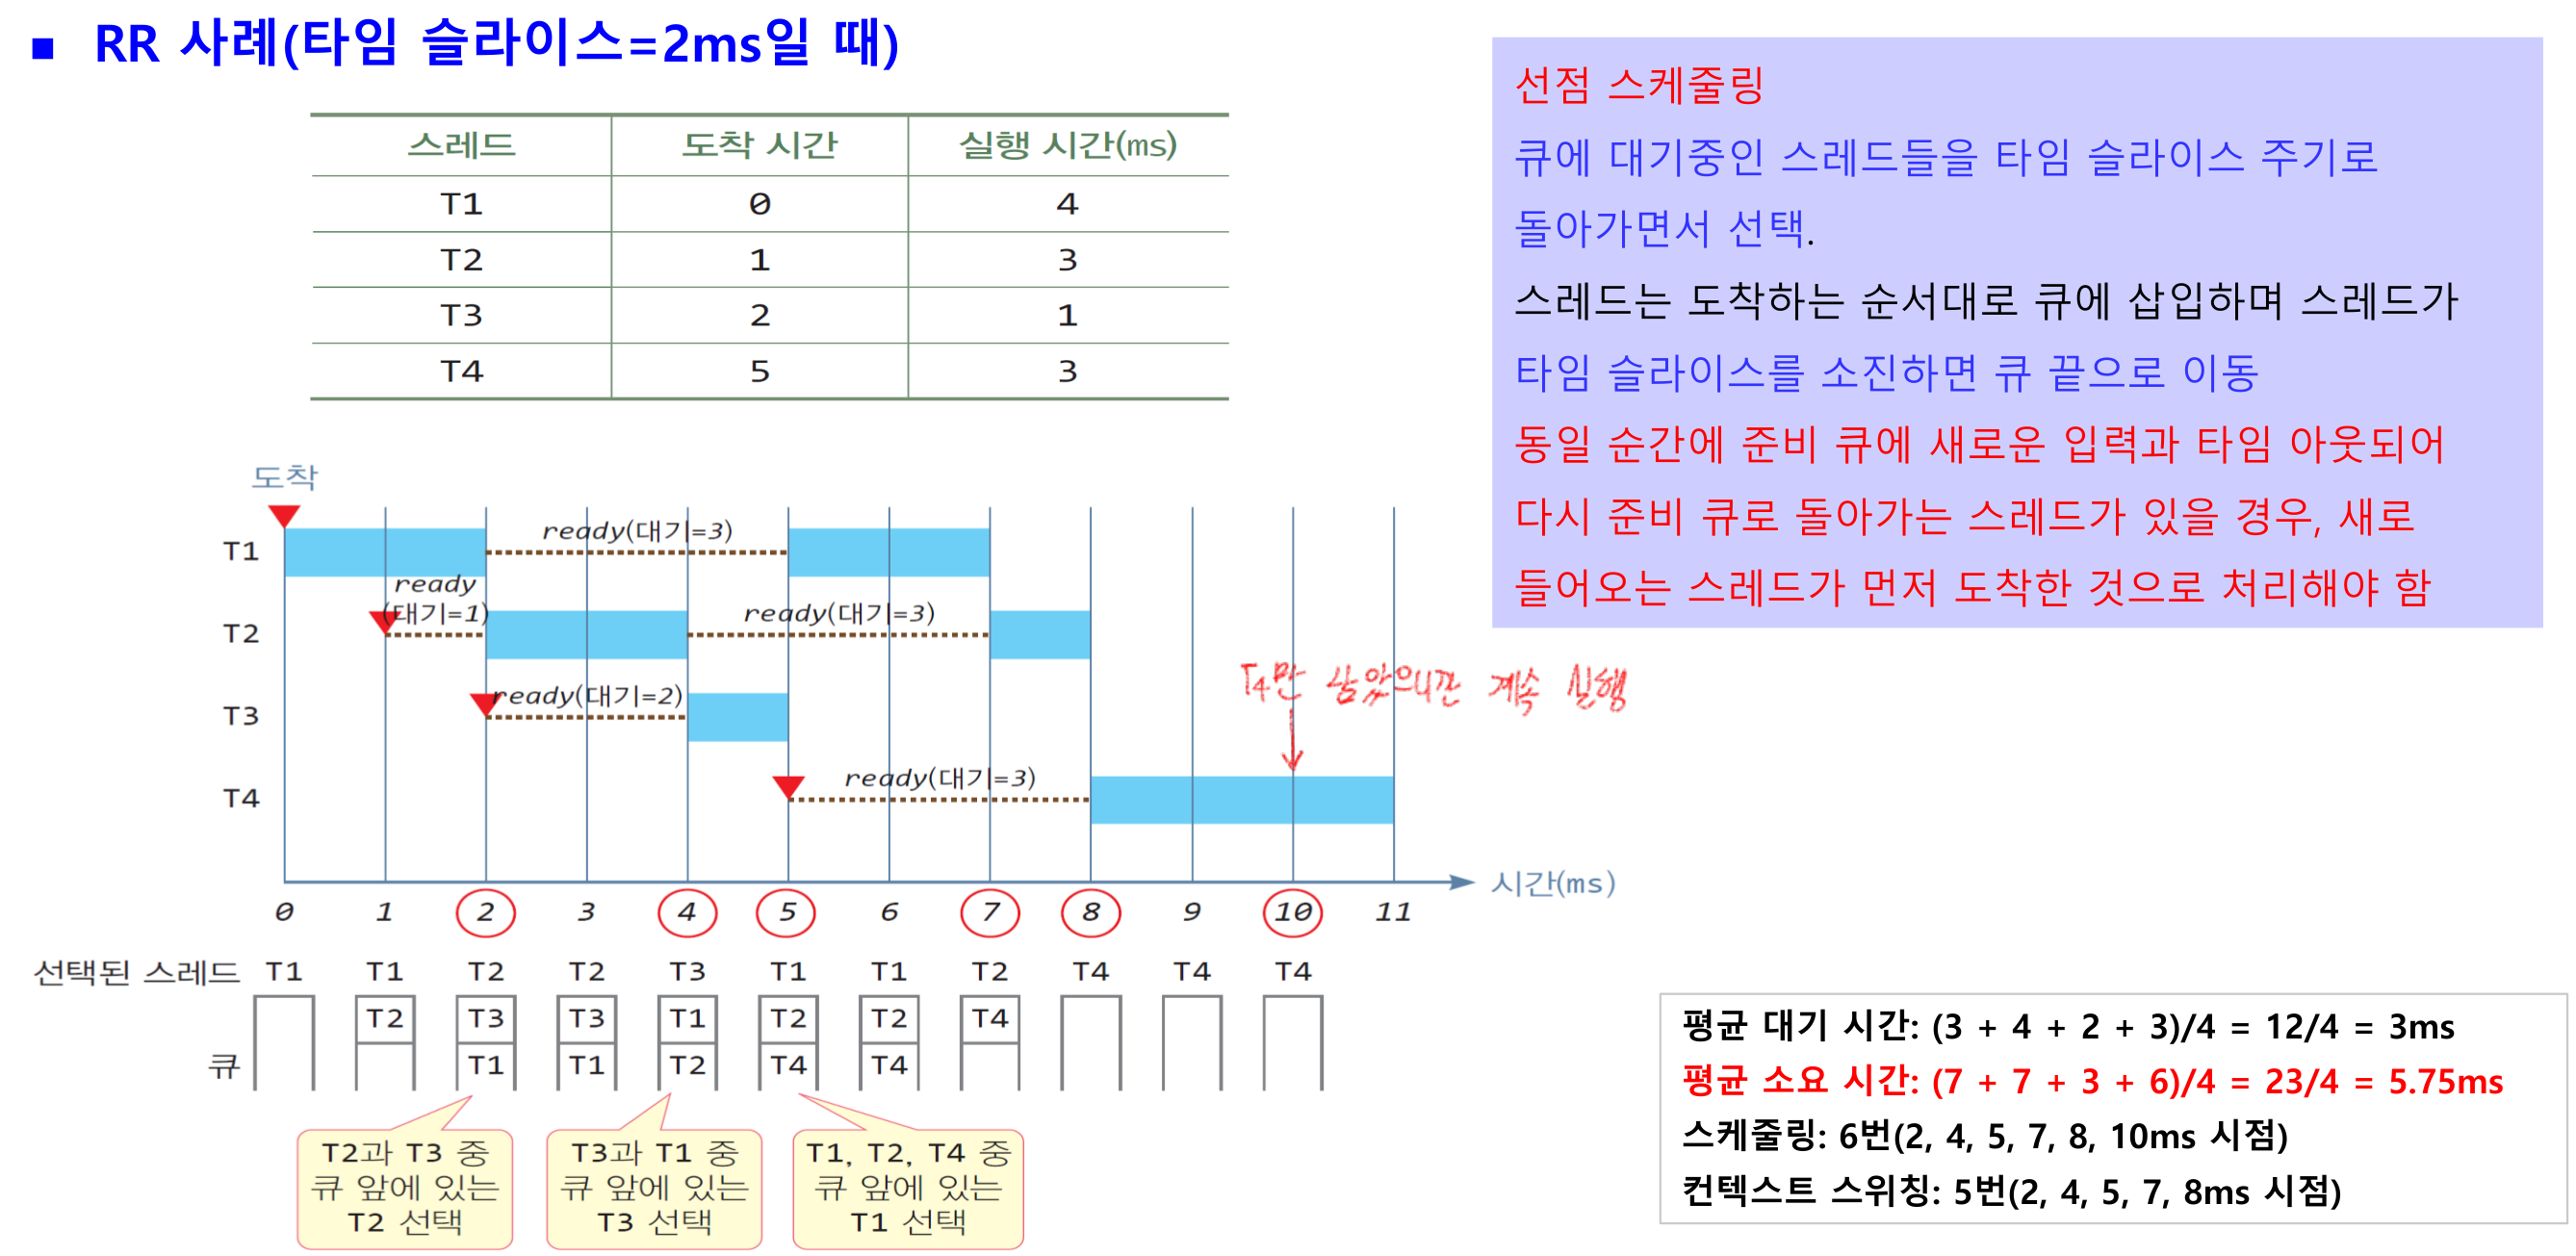 ■ RR 사례(타임 슬라이스=2ms일 때)
스레드 도착 시간 실행 시간(ms)
T1 0 4
T2 1 3
T3 2 1
T4 5 3
선점 스케줄링
큐에 대기중인 스레드들을 타임 슬라이스 주기로
돌아가면서 선택.
스레드는 도착하는 순서대로 큐에 삽입하며 스레드가
타임 슬라이스를 소진하면 큐 끝으로 이동
동일 순간에 준비 큐에 새로운 입력과 타임 아웃되어
다시 준비 큐로 돌아가는 스레드가 있을 경우, 새로
들어오는 스레드가 먼저 도착한 것으로 처리해야 함
도착
T1 ready(대기=3)
ready
(대기=1)
T2 ready(대기=3)
T4만 남았으니깐 계속 실행
T3 ready(대기=2)
T4 ready(대기=3)
시간(ms)
0 1 2 3 4 5 6 7 8 9 10 11
선택된 스레드 T1 T1 T2 T2 T3 T1 T1 T2 T4 T4 T4
T2 T3 T3 T1 T2 T2 T4
큐 T1 T1 T2 T4 T4
T2과 T3 중
큐 앞에 있는
T2 선택
T3과 T1 중
큐 앞에 있는
T3 선택
T1, T2, T4 중
큐 앞에 있는
T1 선택
평균 대기 시간: (3 + 4 + 2 + 3)/4 = 12/4 = 3ms
평균 소요 시간: (7 + 7 + 3 + 6)/4 = 23/4 = 5.75ms
스케줄링: 6번(2, 4, 5, 7, 8, 10ms 시점)
컨텍스트 스위칭: 5번(2, 4, 5, 7, 8ms 시점)